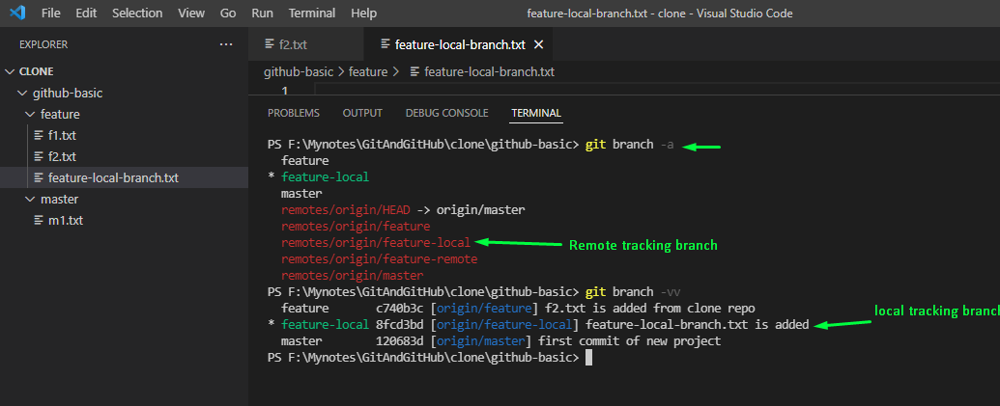 File Edit Selection View Go Run Terminal Help feature-local-branch.txt - clone - Visual Studio Code
EXPLORER ...
CLONE
github-basic
feature
f1.txt
f2.txt
feature-local-branch.txt
master
m1.txt
f2.txt feature-local-branch.txt
github-basic > feature > feature-local-branch.txt
1
PROBLEMS OUTPUT DEBUG CONSOLE TERMINAL
PS F:\Mynotes\GitAndGitHub\clone\github-basic> git branch -a
feature
* feature-local
master
remotes/origin/HEAD -> origin/master
remotes/origin/feature
remotes/origin/feature-local Remote tracking branch
remotes/origin/feature-remote
remotes/origin/master
PS F:\Mynotes\GitAndGitHub\clone\github-basic> git branch -vv
feature c740b3c [origin/feature] f2.txt is added from clone repo
* feature-local 8fcd3bd [origin/feature-local] feature-local-branch.txt is added local tracking branch
master 120683d [origin/master] first commit of new project
PS F:\Mynotes\GitAndGitHub\clone\github-basic>